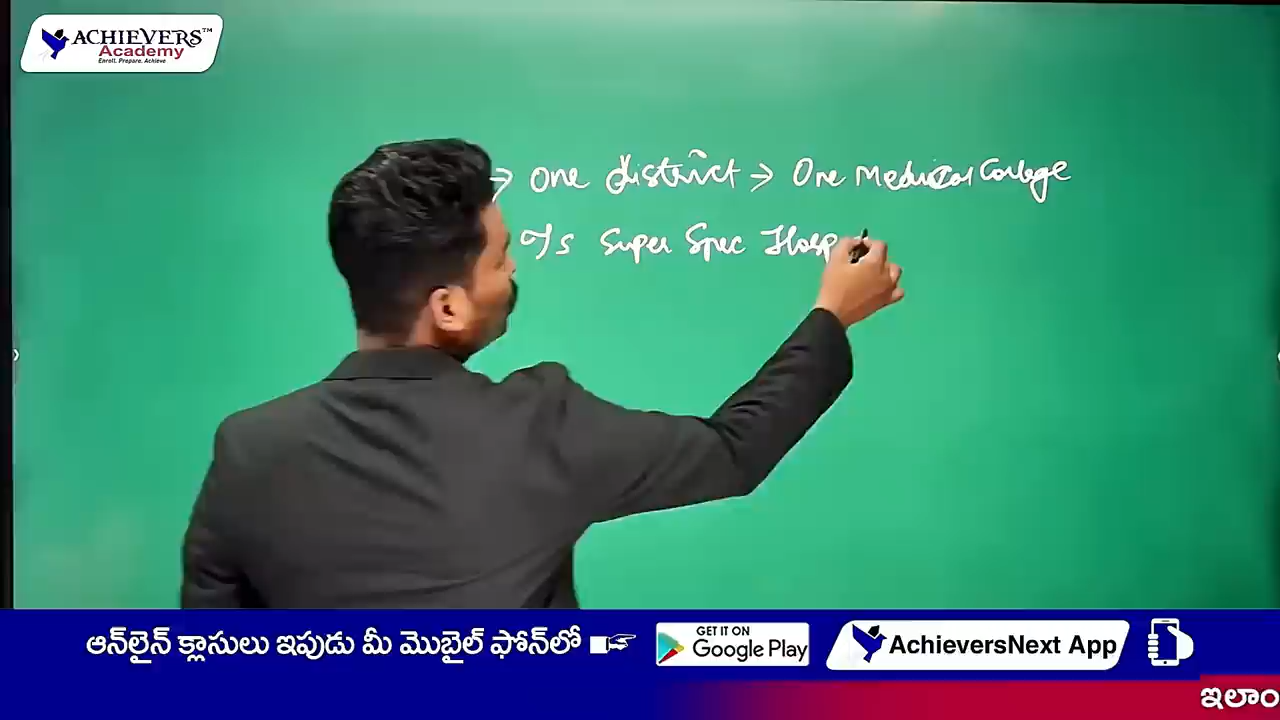 ACHIEVERS™
Academy
Enroll. Prepare. Achieve
→ One district → One Medical College
Super Spec Hosp
ఆన్‌లైన్ క్లాసులు ఇపుడు మీ మొబైల్ ఫోన్‌లో
GET IT ON
Google Play
AchieversNext App
ఇలాం